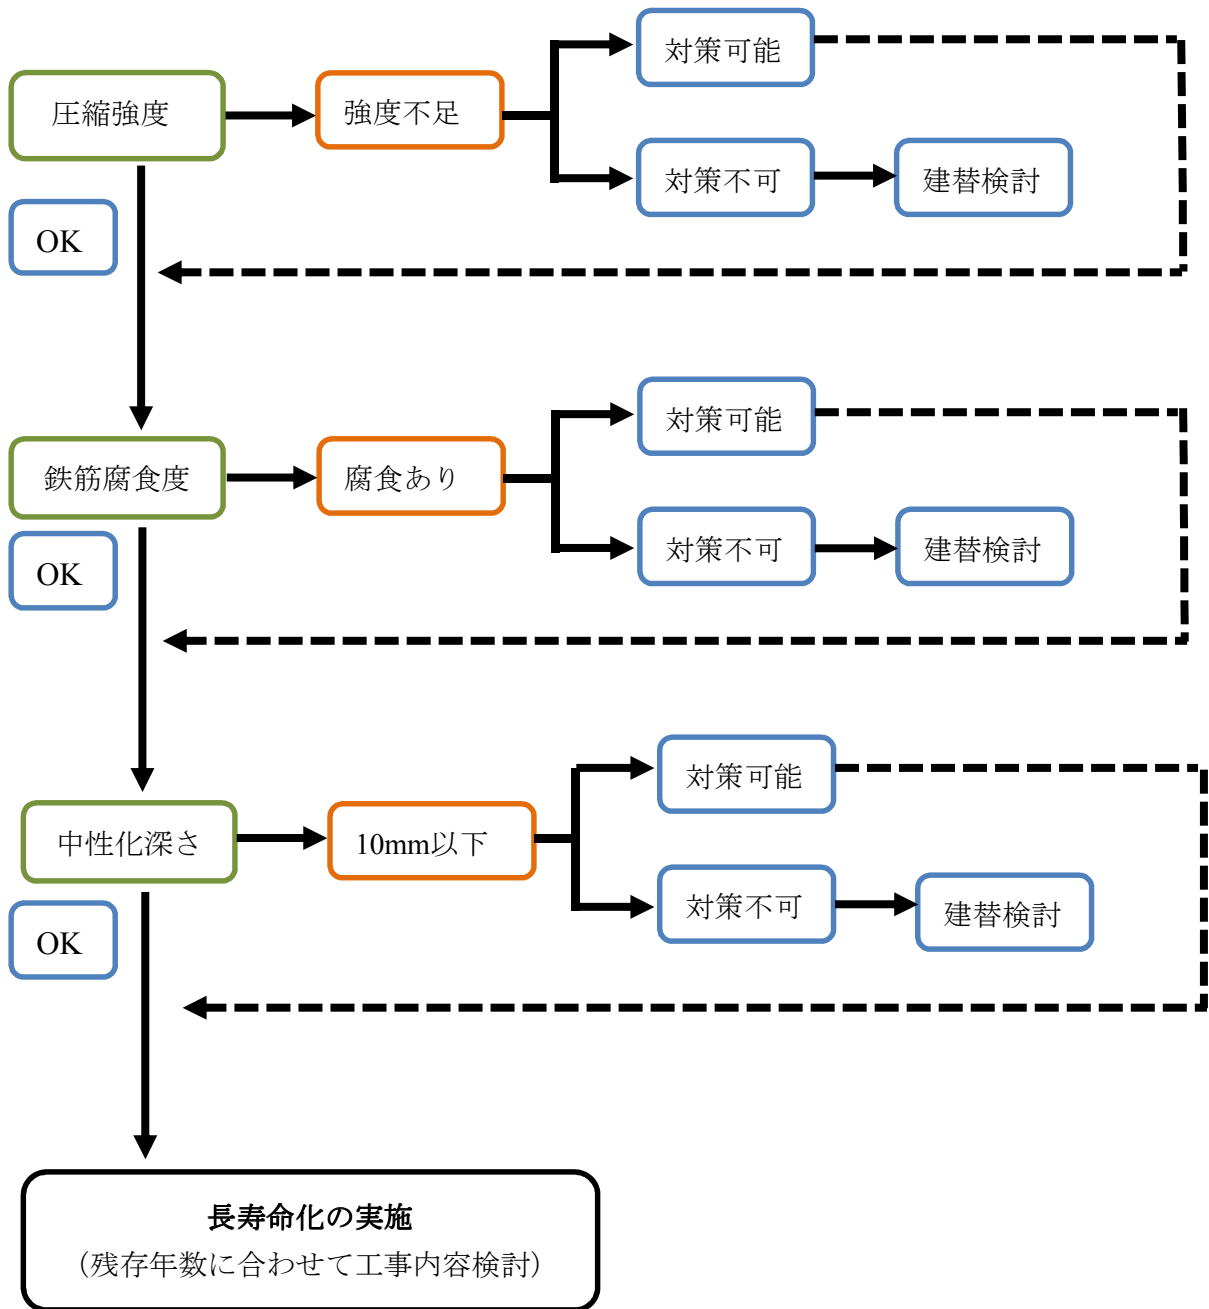 対策可能
圧縮強度
強度不足
対策不可
建替検討
OK
対策可能
鉄筋腐食度
腐食あり
対策不可
建替検討
OK
対策可能
中性化深さ
10mm以下
対策不可
建替検討
OK
長寿命化の実施
（残存年数に合わせて工事内容検討）